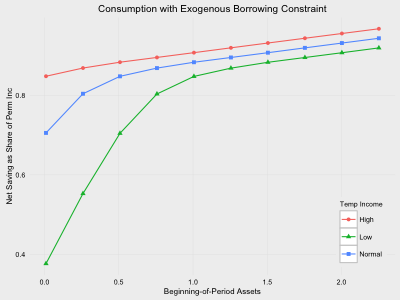 Consumption with Exogenous Borrowing Constraint
Net Saving as Share of Perm Inc
0.8
0.6
0.4
Temp Income
High
Low
Normal
0.0 0.5 1.0 1.5 2.0
Beginning-of-Period Assets